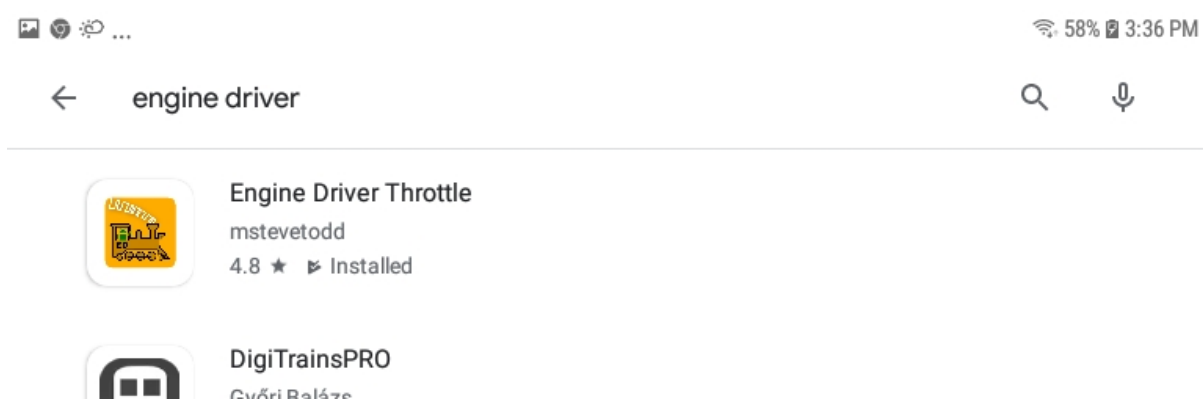 ... 58% 3:36 PM
engine driver
Engine Driver Throttle
mstevetodd
4.8 ★ Installed
DigiTrainsPRO
Győri Balázs